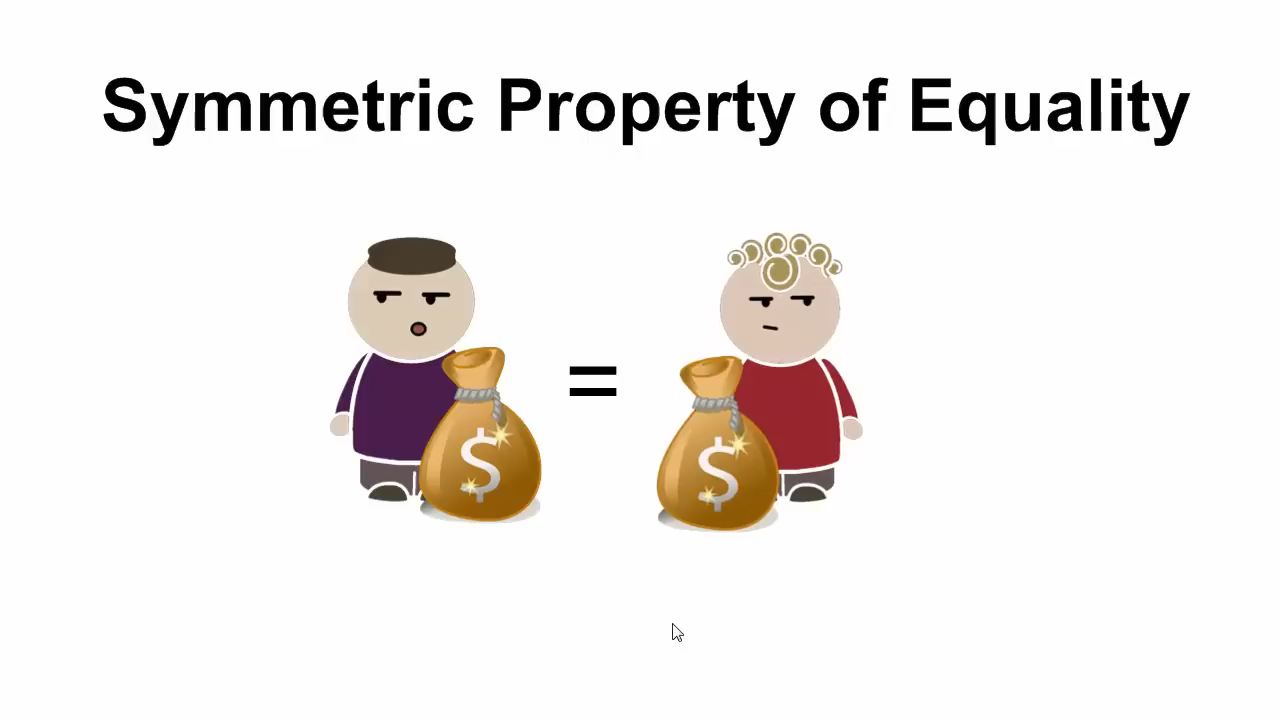 Symmetric Property of Equality
$ = $